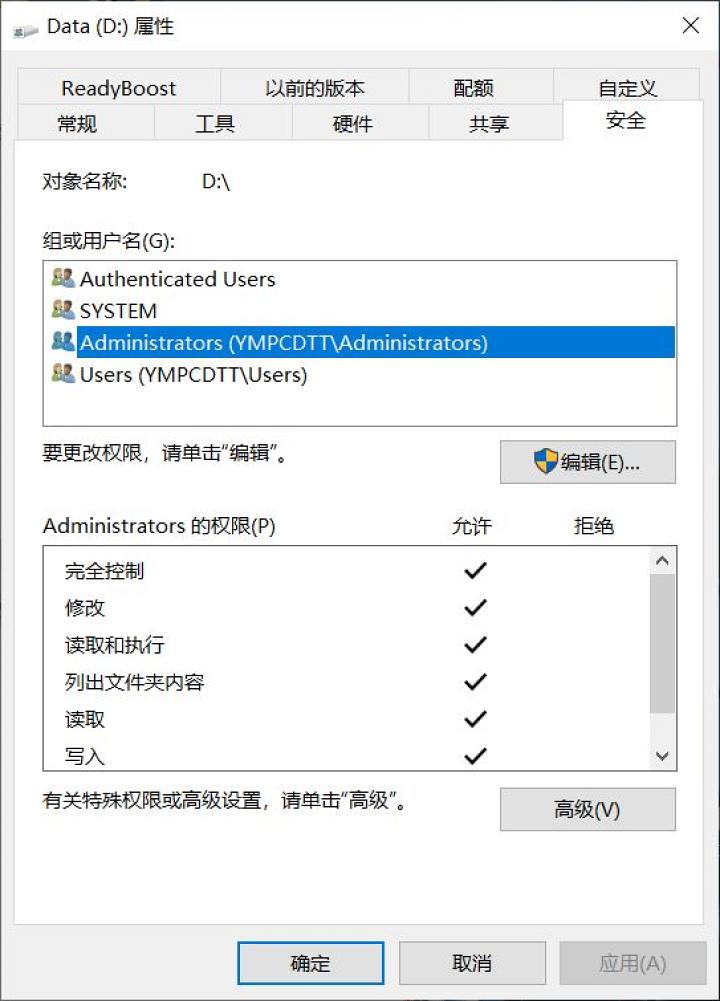 Data (D:) 属性
ReadyBoost 以前的版本 配额 自定义
常规 工具 硬件 共享 安全
对象名称: D:\
组或用户名(G):
Authenticated Users
SYSTEM
Administrators (YMPCDTT\Administrators)
Users (YMPCDTT\Users)
要更改权限，请单击“编辑”。 编辑(E)...
Administrators 的权限(P) 允许 拒绝
完全控制
修改
读取和执行
列出文件夹内容
读取
写入
有关特殊权限或高级设置，请单击“高级”。 高级(V)
确定 取消 应用(A)